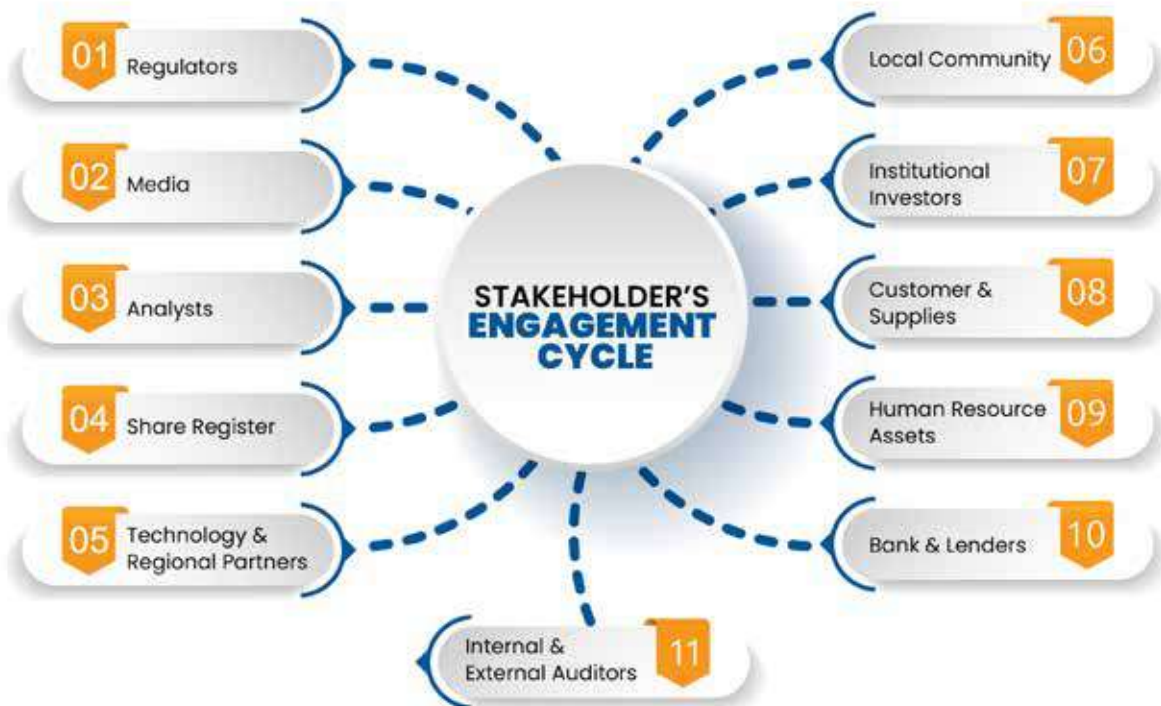 01
Regulators
02
Media
03
Analysts
04
Share Register
05
Technology &
Regional Partners
STAKEHOLDER'S
ENGAGEMENT
CYCLE
Local Community
06
Institutional
Investors
07
Customer &
Supplies
08
Human Resource
Assets
09
Bank & Lenders
10
Internal &
External Auditors
11